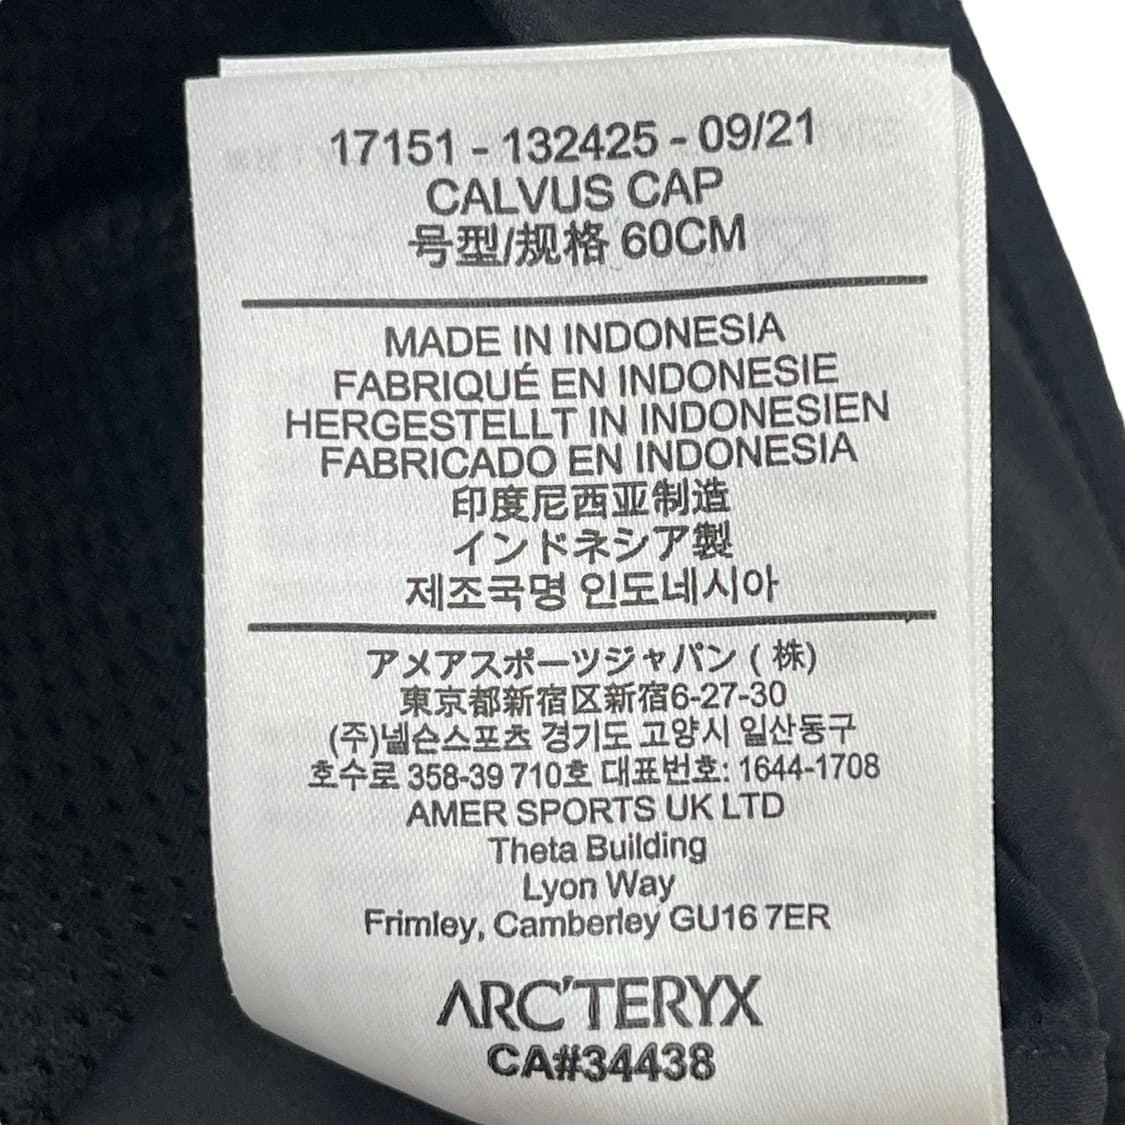 17151 - 132425 - 09/21
CALVUS CAP
号型/规格 60CM
MADE IN INDONESIA
FABRIQUÉ EN INDONESIE
HERGESTELLT IN INDONESIEN
FABRICADO EN INDONESIA
印度尼西亚制造
インドネシア製
제조국명 인도네시아
アメアスポーツジャパン ( 株)
東京都新宿区新宿6-27-30
(주)넬슨스포츠 경기도 고양시 일산동구
호수로 358-39 710호 대표번호: 1644-1708
AMER SPORTS UK LTD
Theta Building
Lyon Way
Frimley, Camberley GU16 7ER
ARC'TERYX
CA#34438